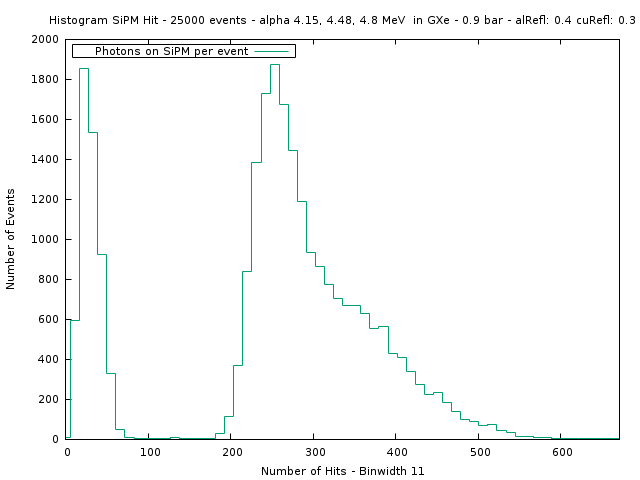 Histogram SiPM Hit - 25000 events - alpha 4.15, 4.48, 4.8 MeV  in GXe - 0.9 bar - alRefl: 0.4 cuRefl: 0.3
Photons on SiPM per event
2000
1800
1600
1400
1200
1000
800
600
400
200
0
Number of Events
0 100 200 300 400 500 600
Number of Hits - Binwidth 11